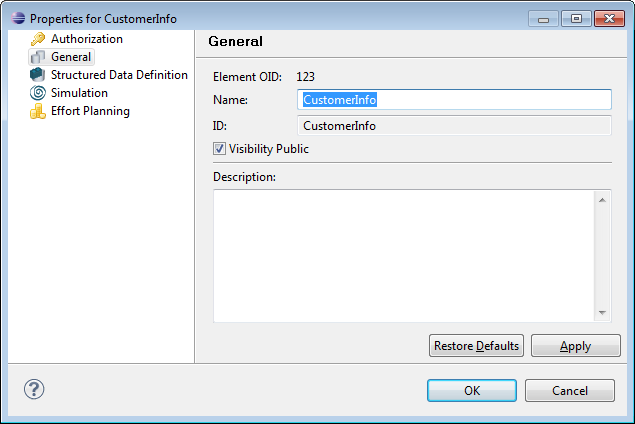 Properties for CustomerInfo
Authorization
General
Structured Data Definition
Simulation
Effort Planning
General
Element OID: 123
Name: CustomerInfo
ID: CustomerInfo
Visibility Public
Description:
Restore Defaults Apply
OK Cancel